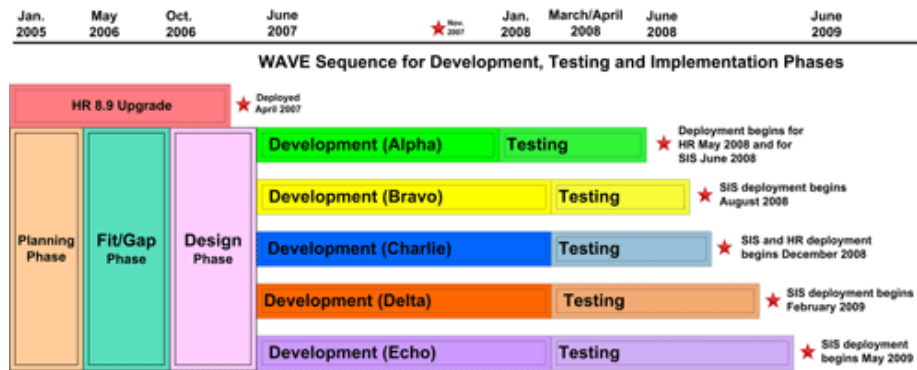 Jan. 2005
May 2006
Oct. 2006
June 2007
Nov. 2007
Jan. 2008
March/April 2008
June 2008
June 2009
WAVE Sequence for Development, Testing and Implementation Phases
HR 8.9 Upgrade
Deployed
April 2007
Planning
Phase
Fit/Gap
Phase
Design
Phase
Development (Alpha)
Testing
Deployment begins for
HR May 2008 and for
SIS June 2008
Development (Bravo)
Testing
SIS deployment begins
August 2008
Development (Charlie)
Testing
SIS and HR deployment
begins December 2008
Development (Delta)
Testing
SIS deployment begins
February 2009
Development (Echo)
Testing
SIS deployment
begins May 2009